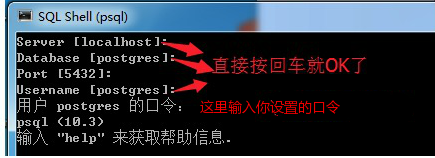 SQL Shell (psql)
Server [localhost]:
Database [postgres]:
直接按回车就OK了
Port [5432]:
Username [postgres]:
用户 postgres 的口令： 这里输入你设置的口令
psql (10.3)
输入 "help" 来获取帮助信息.